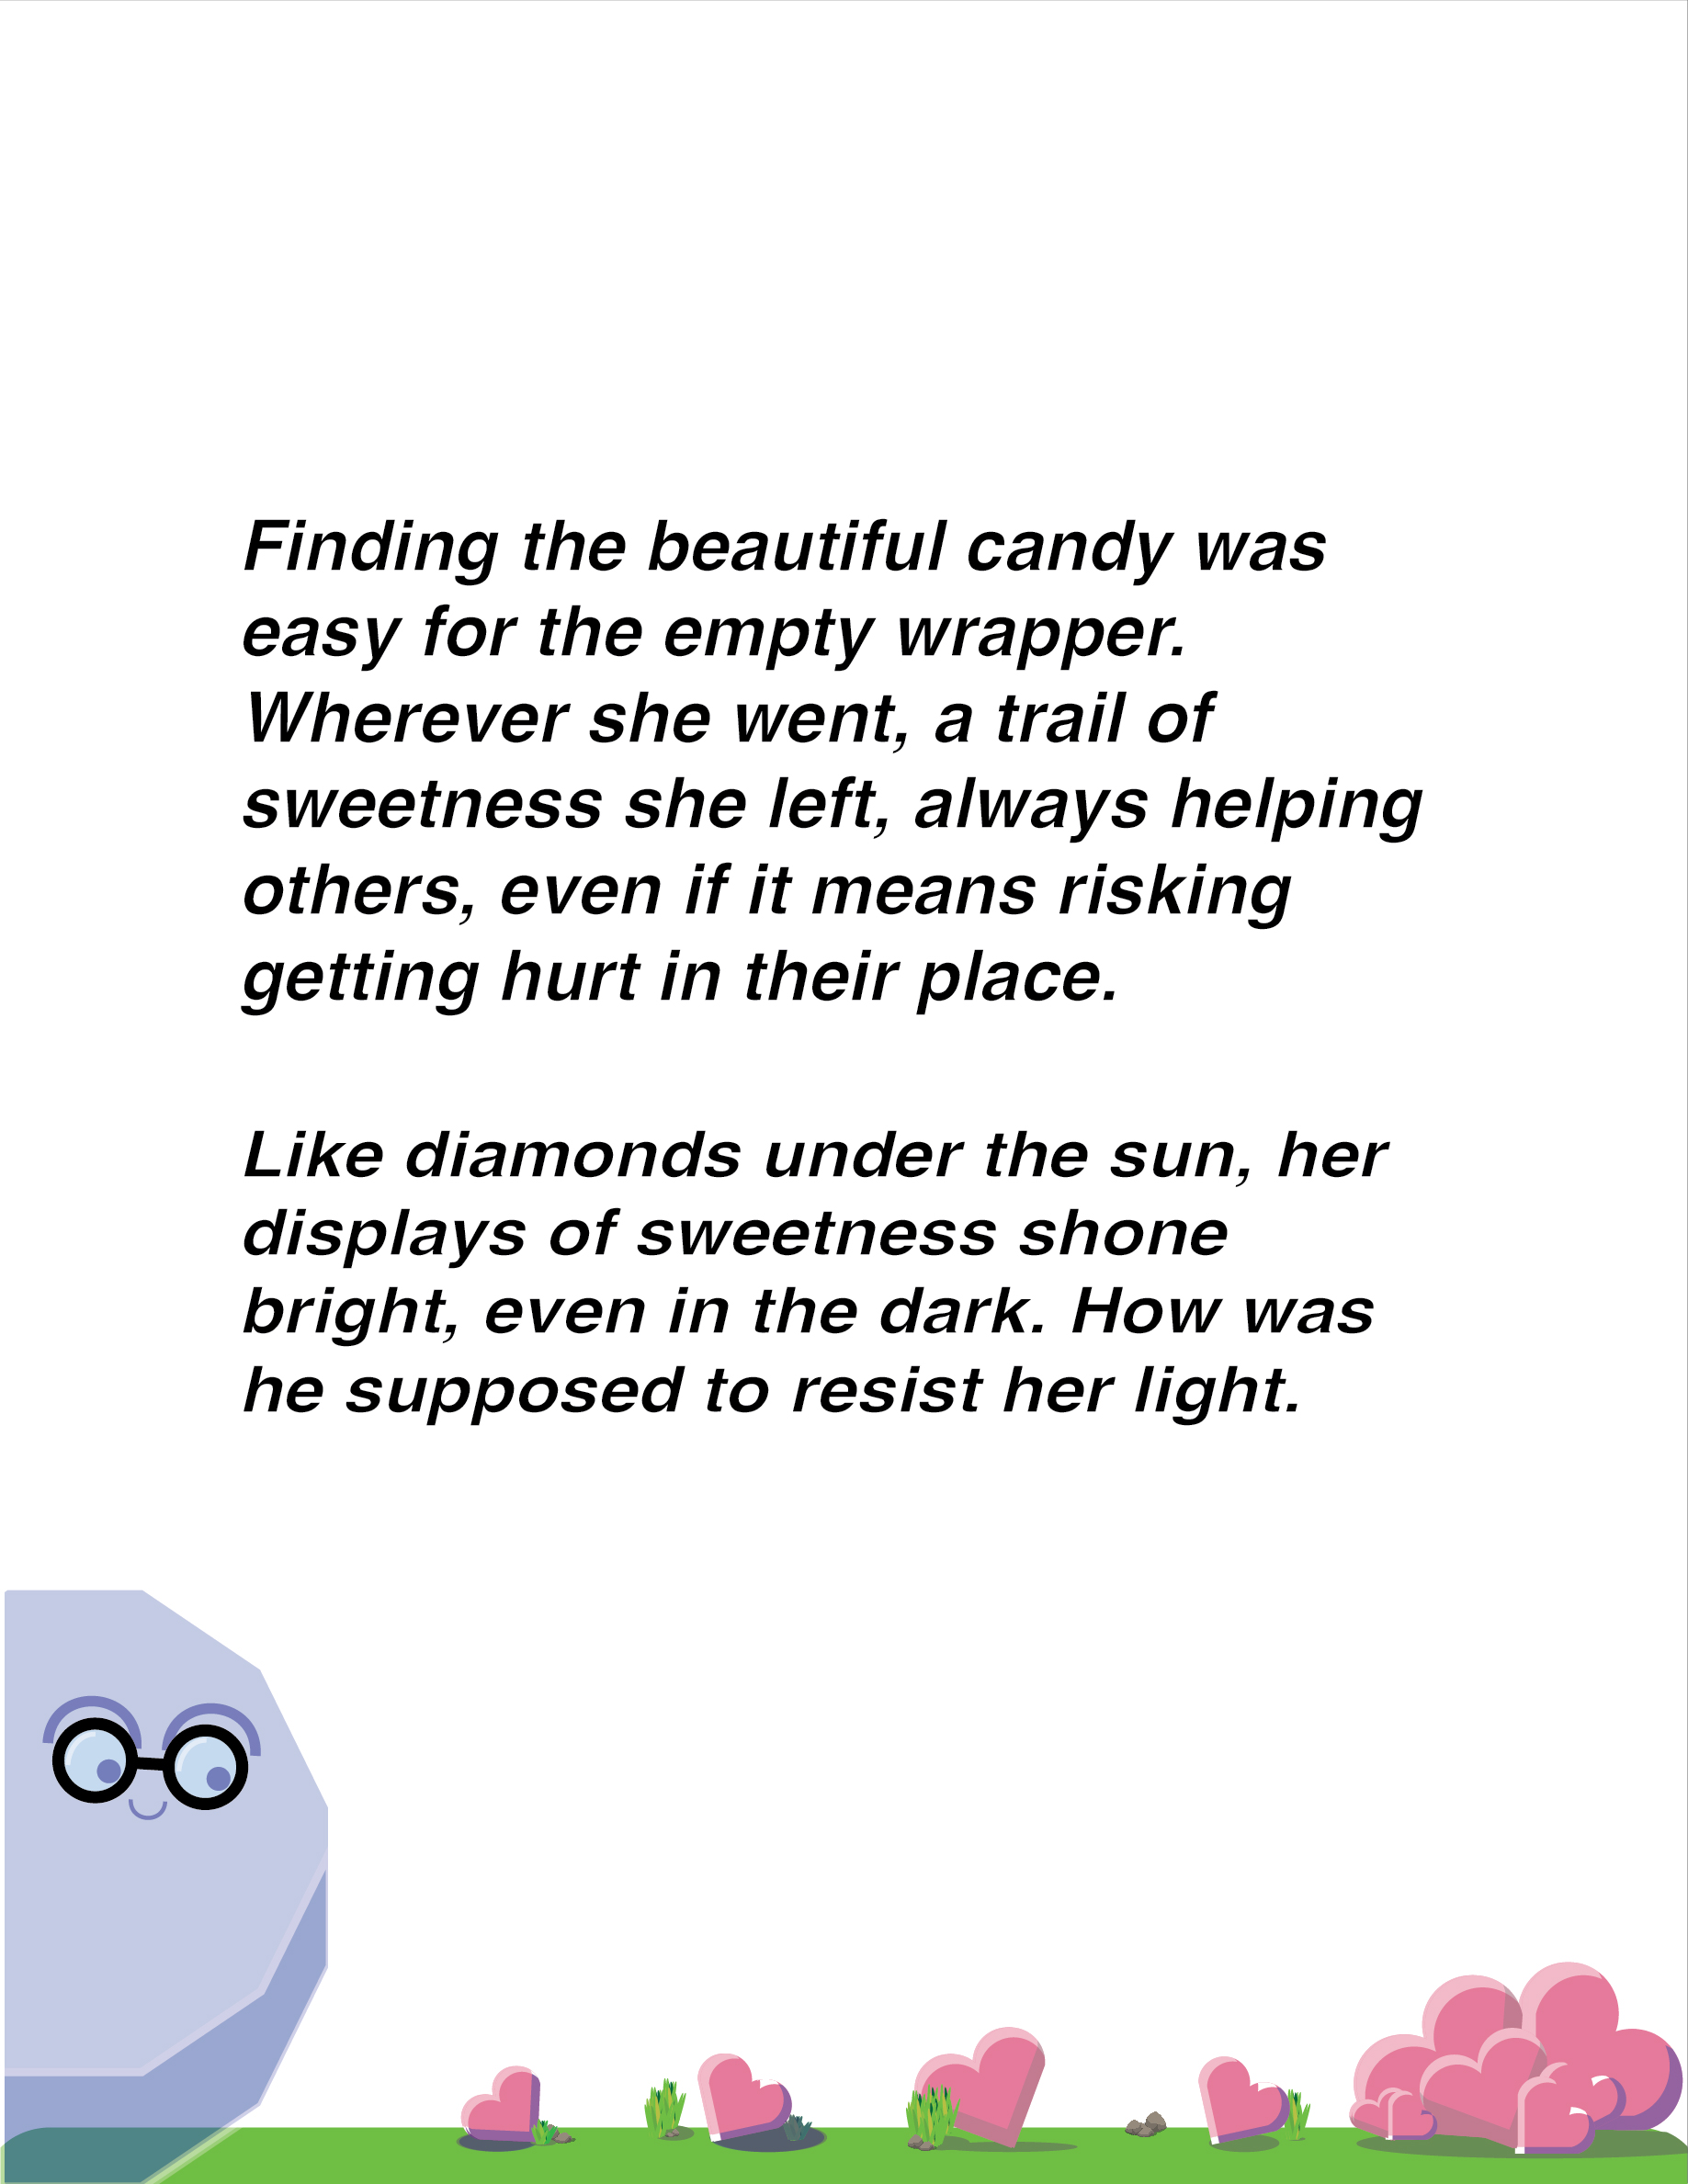 Finding the beautiful candy was
easy for the empty wrapper.
Wherever she went, a trail of
sweetness she left, always helping
others, even if it means risking
getting hurt in their place.
Like diamonds under the sun, her
displays of sweetness shone
bright, even in the dark. How was
he supposed to resist her light.